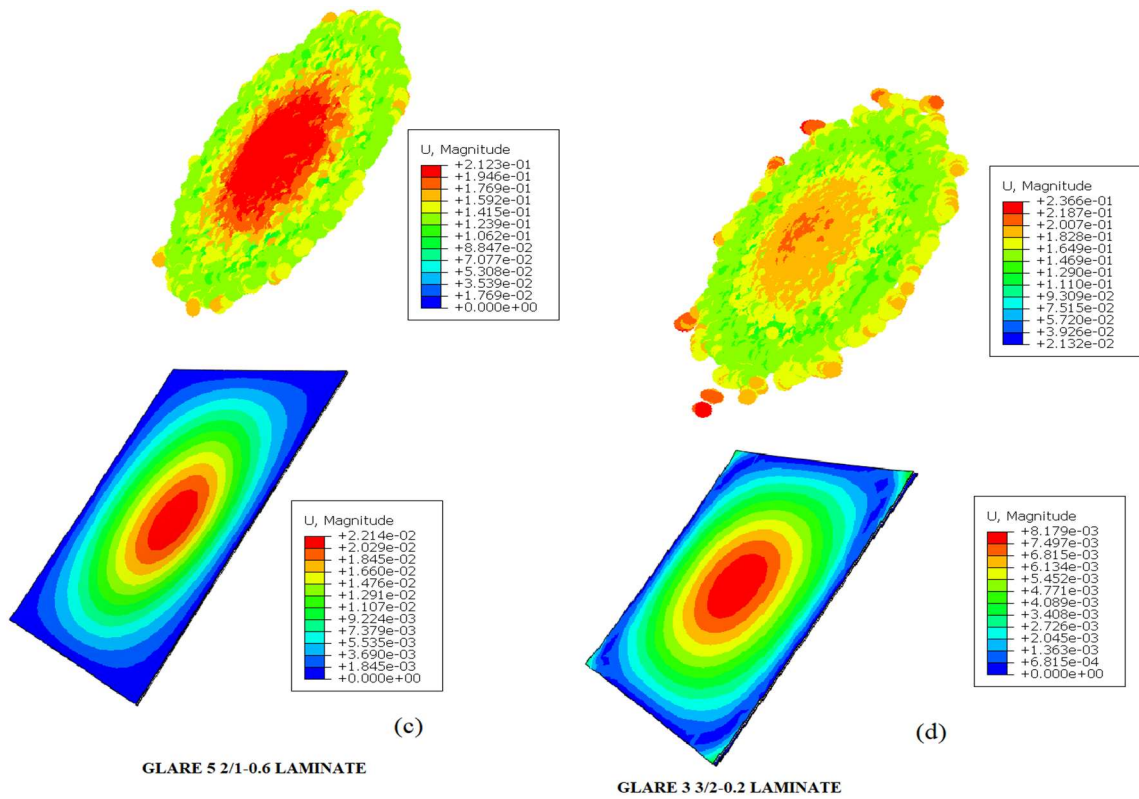 U, Magnitude
+2.123e-01
+1.946e-01
+1.769e-01
+1.592e-01
+1.415e-01
+1.239e-01
+1.062e-01
+8.847e-02
+7.077e-02
+5.308e-02
+3.539e-02
+1.769e-02
+0.000e+00
U, Magnitude
+2.366e-01
+2.187e-01
+2.007e-01
+1.828e-01
+1.649e-01
+1.469e-01
+1.290e-01
+1.110e-01
+9.309e-02
+7.515e-02
+5.720e-02
+3.926e-02
+2.132e-02
U, Magnitude
+2.214e-02
+2.029e-02
+1.845e-02
+1.660e-02
+1.476e-02
+1.291e-02
+1.107e-02
+9.224e-03
+7.379e-03
+5.535e-03
+3.690e-03
+1.845e-03
+0.000e+00
U, Magnitude
+8.179e-03
+7.497e-03
+6.815e-03
+6.134e-03
+5.452e-03
+4.771e-03
+4.089e-03
+3.408e-03
+2.726e-03
+2.045e-03
+1.363e-03
+6.815e-04
+0.000e+00
(c)
(d)
GLARE 5 2/1-0.6 LAMINATE
GLARE 3 3/2-0.2 LAMINATE